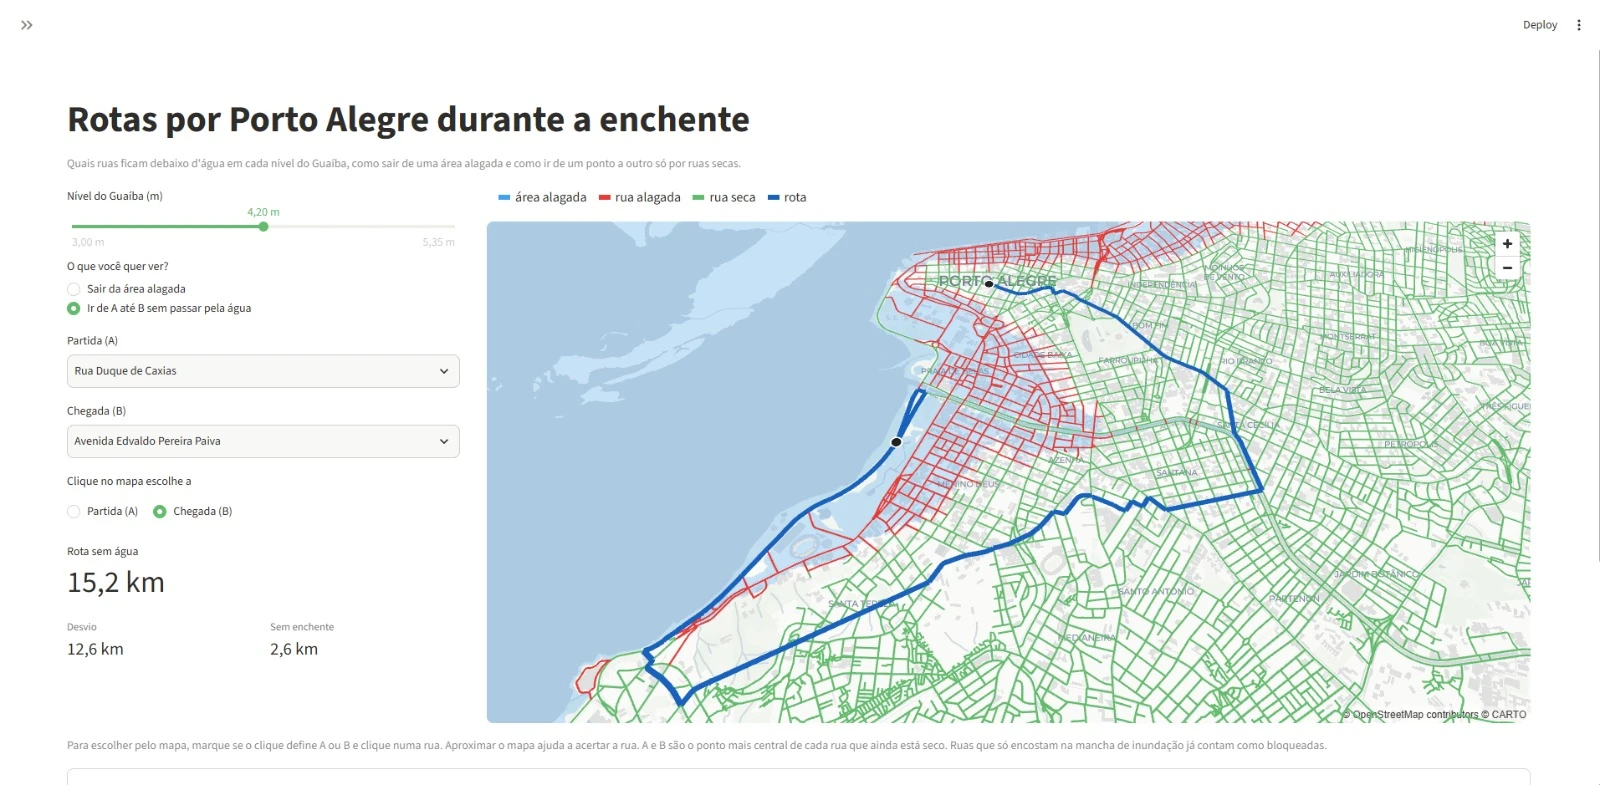 Deploy
Rotas por Porto Alegre durante a enchente
Quais ruas ficam debaixo d'água em cada nível do Guaíba, como sair de uma área alagada e como ir de um ponto a outro só por ruas secas.
Nível do Guaíba (m)
4,20 m
3,00 m 5,35 m
O que você quer ver?
Sair da área alagada
Ir de A até B sem passar pela água
Partida (A)
Rua Duque de Caxias
Chegada (B)
Avenida Edvaldo Pereira Paiva
Clique no mapa escolhe a
Partida (A) Chegada (B)
Rota sem água
15,2 km
Desvio Sem enchente
12,6 km 2,6 km
área alagada rua alagada rua seca rota
+
−
PORTO ALEGRE
MOINHOS
DE VENTO
INDEPENDÊNCIA
AUXILIADORA
BOM FIM
MONTSERRAT
CIDADE BAIXA
FARROUPILHA
RIO BRANCO
PRAIA DE BELAS
BELA VISTA
SANTA CECÍLIA
PETRÓPOLIS
AZENHA
SANTANA
MENINO DEUS
JARDIM BOTÂNICO
SANTO ANTÔNIO
PARTENON
SANTA TEREZA
MEDIANEIRA
© OpenStreetMap contributors © CARTO
Para escolher pelo mapa, marque se o clique define A ou B e clique numa rua. Aproximar o mapa ajuda a acertar a rua. A e B são o ponto mais central de cada rua que ainda está seco. Ruas que só encostam na mancha de inundação já contam como bloqueadas.